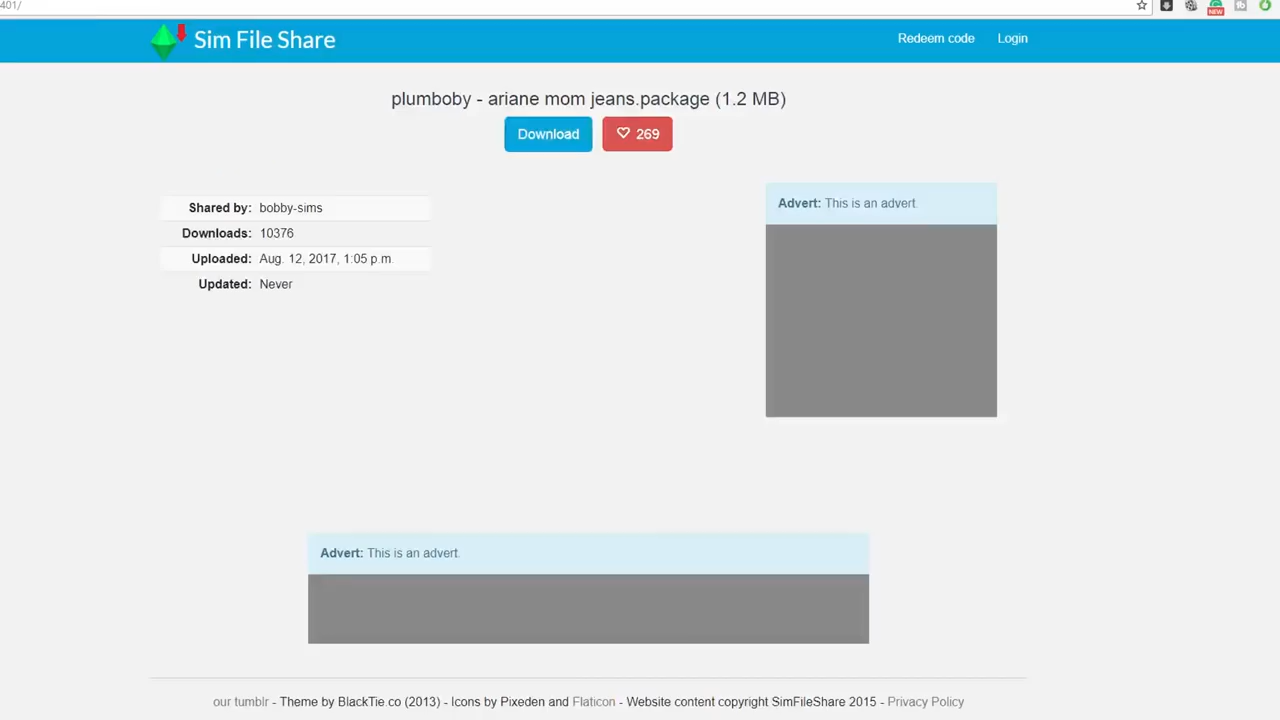 401/
NEW
Sim File Share
Redeem code
Login
plumboby - ariane mom jeans.package (1.2 MB)
Download
269
Shared by: bobby-sims
Downloads: 10376
Uploaded: Aug. 12, 2017, 1:05 p.m.
Updated: Never
Advert: This is an advert.
Advert: This is an advert.
our tumblr - Theme by BlackTie.co (2013) - Icons by Pixeden and Flaticon - Website content copyright SimFileShare 2015 - Privacy Policy